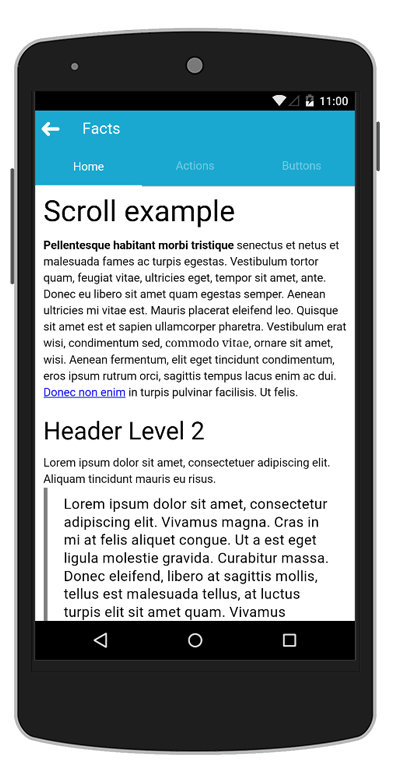 11:00
Facts
Home Actions Buttons
Scroll example
Pellentesque habitant morbi tristique senectus et netus et
malesuada fames ac turpis egestas. Vestibulum tortor
quam, feugiat vitae, ultricies eget, tempor sit amet, ante.
Donec eu libero sit amet quam egestas semper. Aenean
ultricies mi vitae est. Mauris placerat eleifend leo. Quisque
sit amet est et sapien ullamcorper pharetra. Vestibulum erat
wisi, condimentum sed, commodo vitae, ornare sit amet,
wisi. Aenean fermentum, elit eget tincidunt condimentum,
eros ipsum rutrum orci, sagittis tempus lacus enim ac dui.
Donec non enim in turpis pulvinar facilisis. Ut felis.
Header Level 2
Lorem ipsum dolor sit amet, consectetuer adipiscing elit.
Aliquam tincidunt mauris eu risus.
Lorem ipsum dolor sit amet, consectetur
adipiscing elit. Vivamus magna. Cras in
mi at felis aliquet congue. Ut a est eget
ligula molestie gravida. Curabitur massa.
Donec eleifend, libero at sagittis mollis,
tellus est malesuada tellus, at luctus
turpis elit sit amet quam. Vivamus